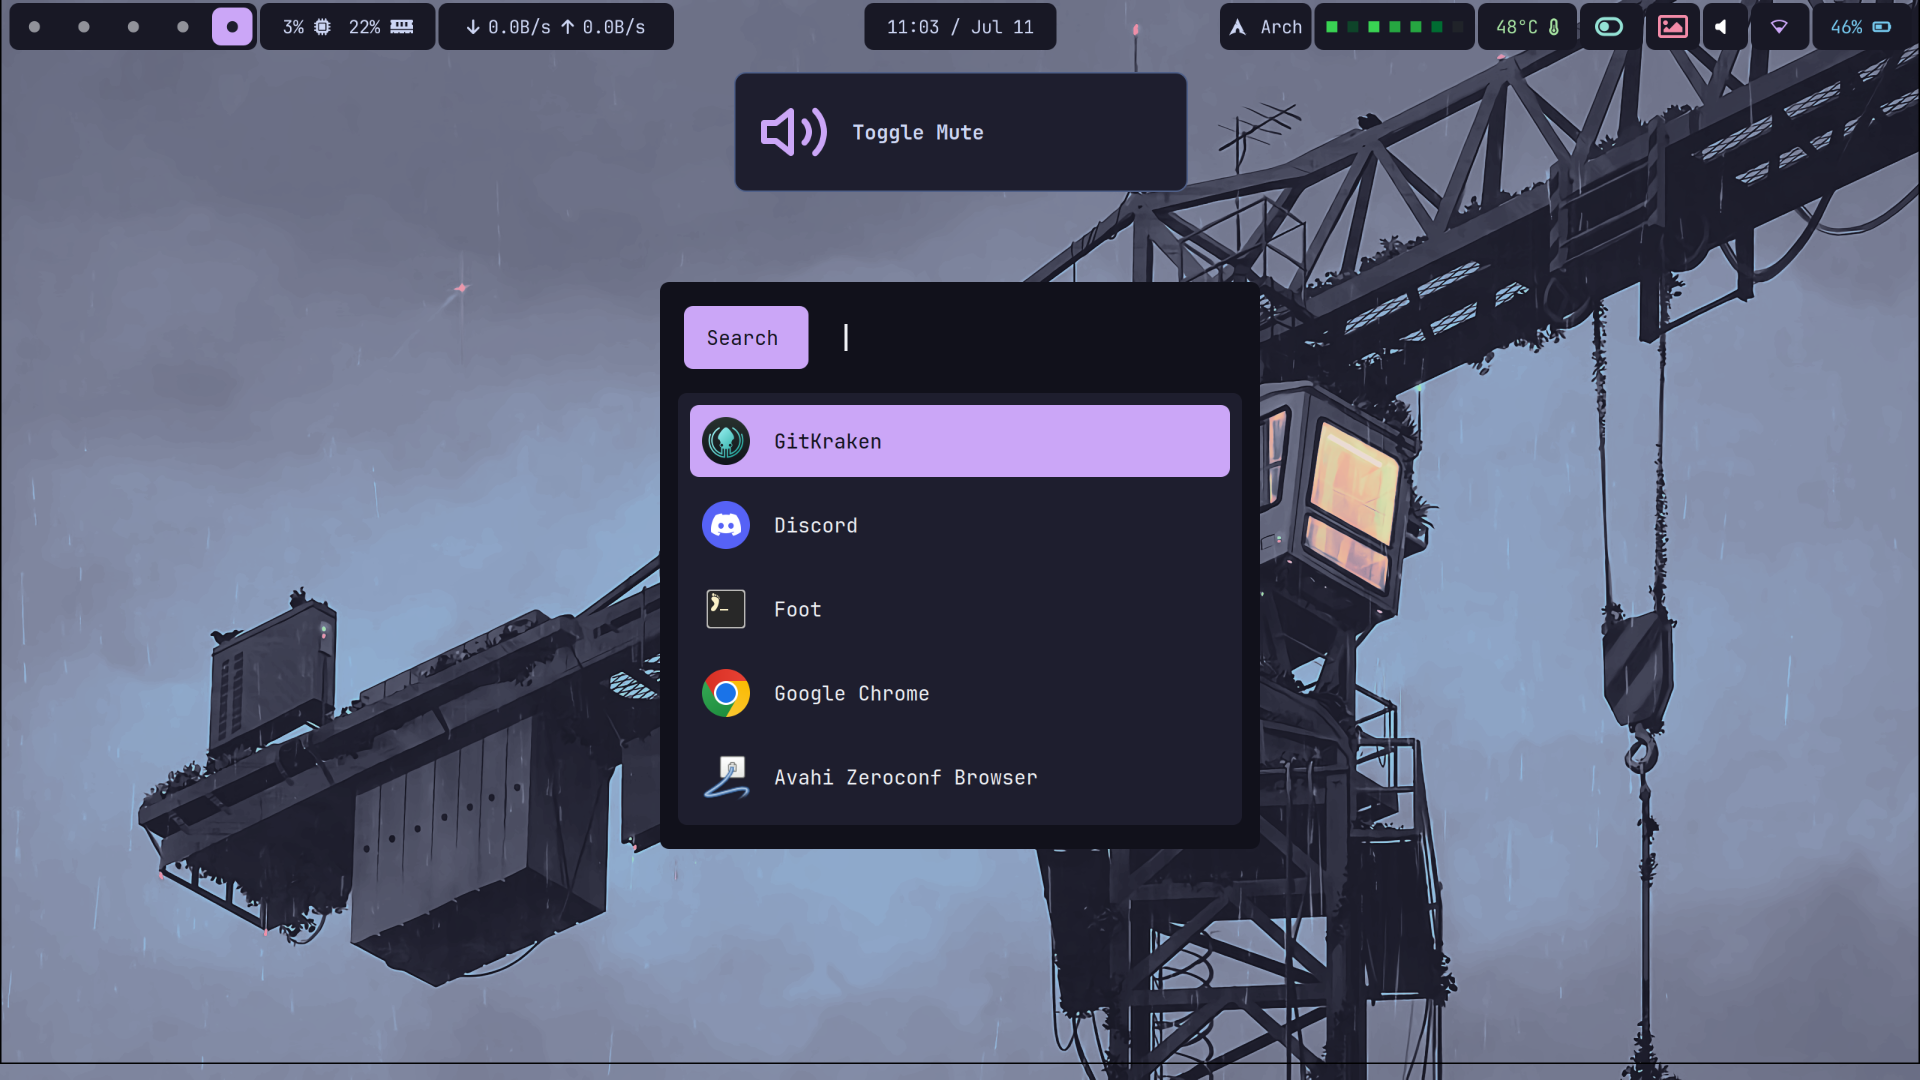 3% 22% 0.0B/s 0.0B/s 11:03 / Jul 11 Arch 48°C 46%
Toggle Mute
Search
GitKraken
Discord
Foot
Google Chrome
Avahi Zeroconf Browser